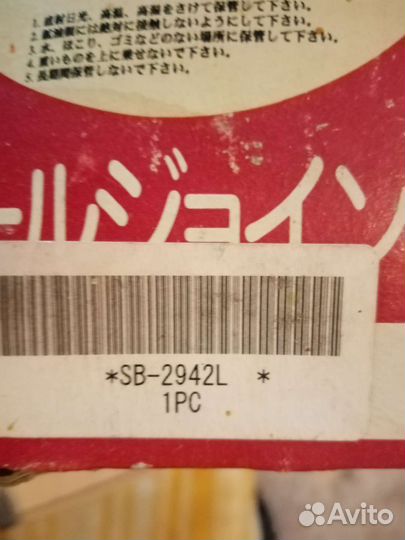 1. 直射日光、高温、高湿をさけて保管して下さい。
2. 鉱油類には絶対に接触しないようにして下さい。
3. 水、ほこり、ゴミなどのない場所に保管して下さい。
4. 重いものを上に乗せないで下さい。
5. 長期間保管しないで下さい。
ールジョイン
*SB-2942L *
1PC
Avito